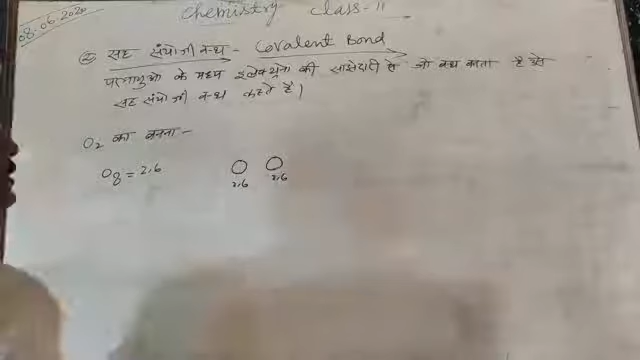 08.06.2020
Chemistry Class-11
② सह संयोजी बन्ध - Covalent Bond
परमाणुओ के मध्य इलेक्ट्रानो की साझेदारी से जो बन्ध बनता है उसे
सह संयोजी बन्ध कहते है।
O₂ का बनना -
O₈ = 2,6
2,6 2,6